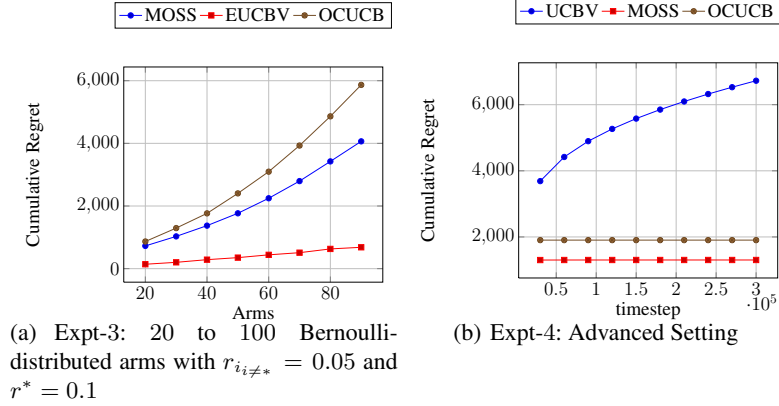 MOSS EUCBV OCUCB
6,000
4,000
2,000
0
20 40 60 80
Cumulative Regret
Arms
(a) Expt-3: 20 to 100 Bernoulli-
distributed arms with r_{i_{i≠*}} = 0.05 and
r* = 0.1
UCBV MOSS OCUCB
6,000
4,000
2,000
0.5 1 1.5 2 2.5 3
·10^5
Cumulative Regret
timestep
(b) Expt-4: Advanced Setting